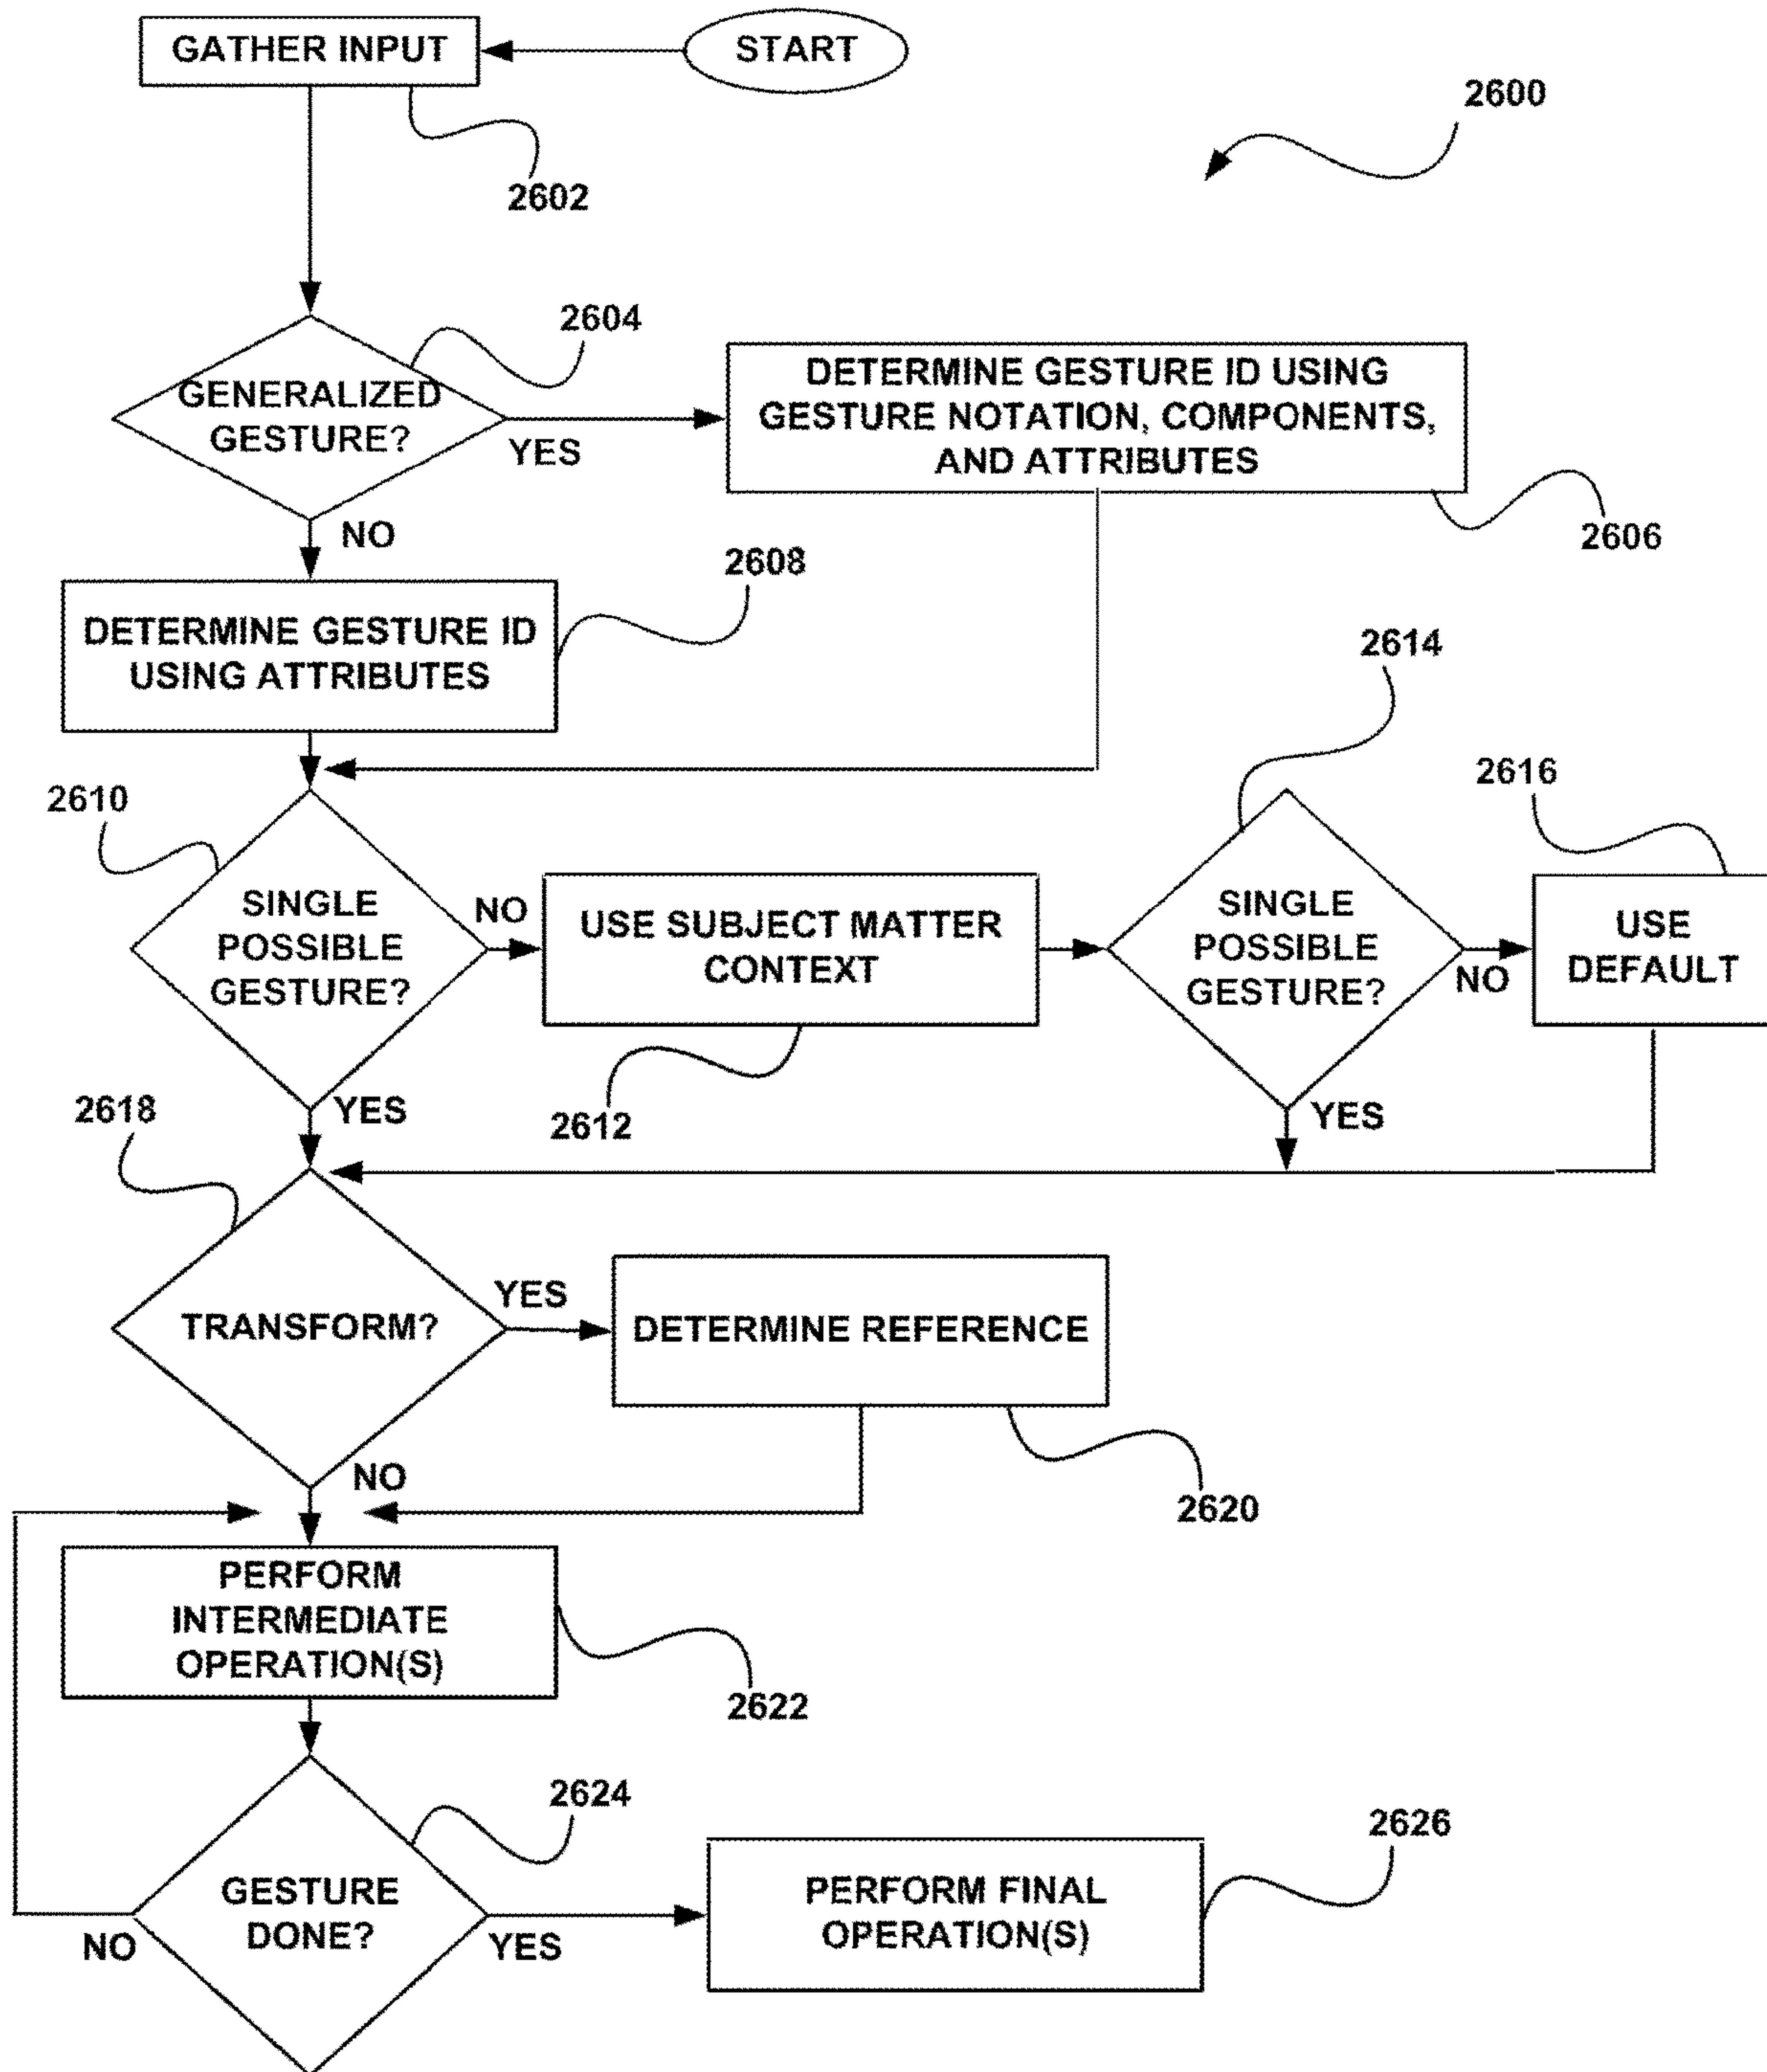 GATHER INPUT
START
2600
2602
2604
GENERALIZED
GESTURE?
YES
DETERMINE GESTURE ID USING
GESTURE NOTATION, COMPONENTS,
AND ATTRIBUTES
2606
NO
2608
DETERMINE GESTURE ID
USING ATTRIBUTES
2614
2610
2616
SINGLE
POSSIBLE
GESTURE?
NO
USE SUBJECT MATTER
CONTEXT
SINGLE
POSSIBLE
GESTURE?
NO
USE
DEFAULT
2618
YES
2612
YES
TRANSFORM?
YES
DETERMINE REFERENCE
NO
2620
PERFORM
INTERMEDIATE
OPERATION(S)
2622
2624
2626
GESTURE
DONE?
NO
YES
PERFORM FINAL
OPERATION(S)